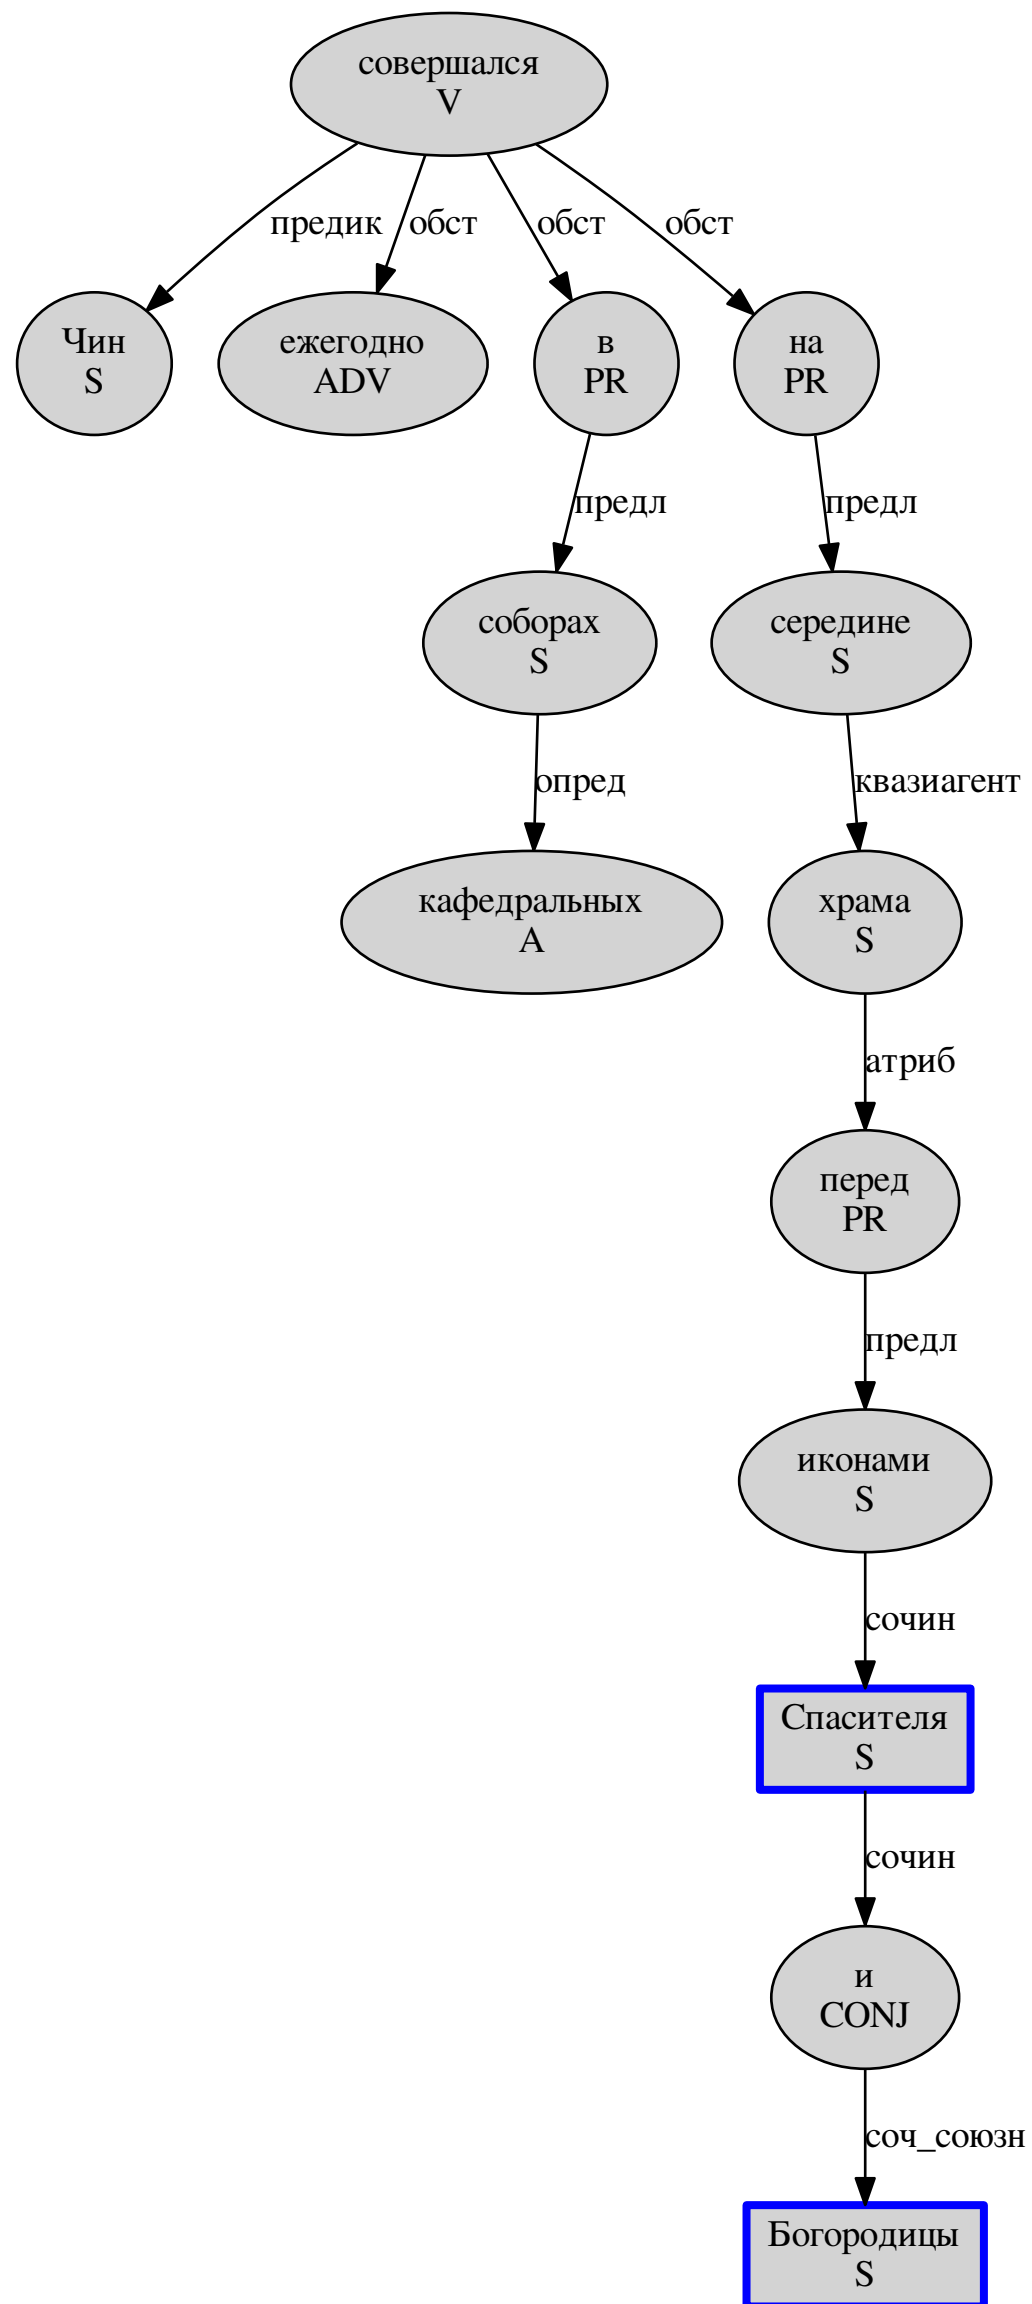 совершался
V
предик
обст
обст
обст
Чин
S
ежегодно
ADV
в
PR
на
PR
предл
предл
соборах
S
середине
S
опред
квазиагент
кафедральных
A
храма
S
атриб
перед
PR
предл
иконами
S
сочин
Спасителя
S
сочин
и
CONJ
соч_союзн
Богородицы
S